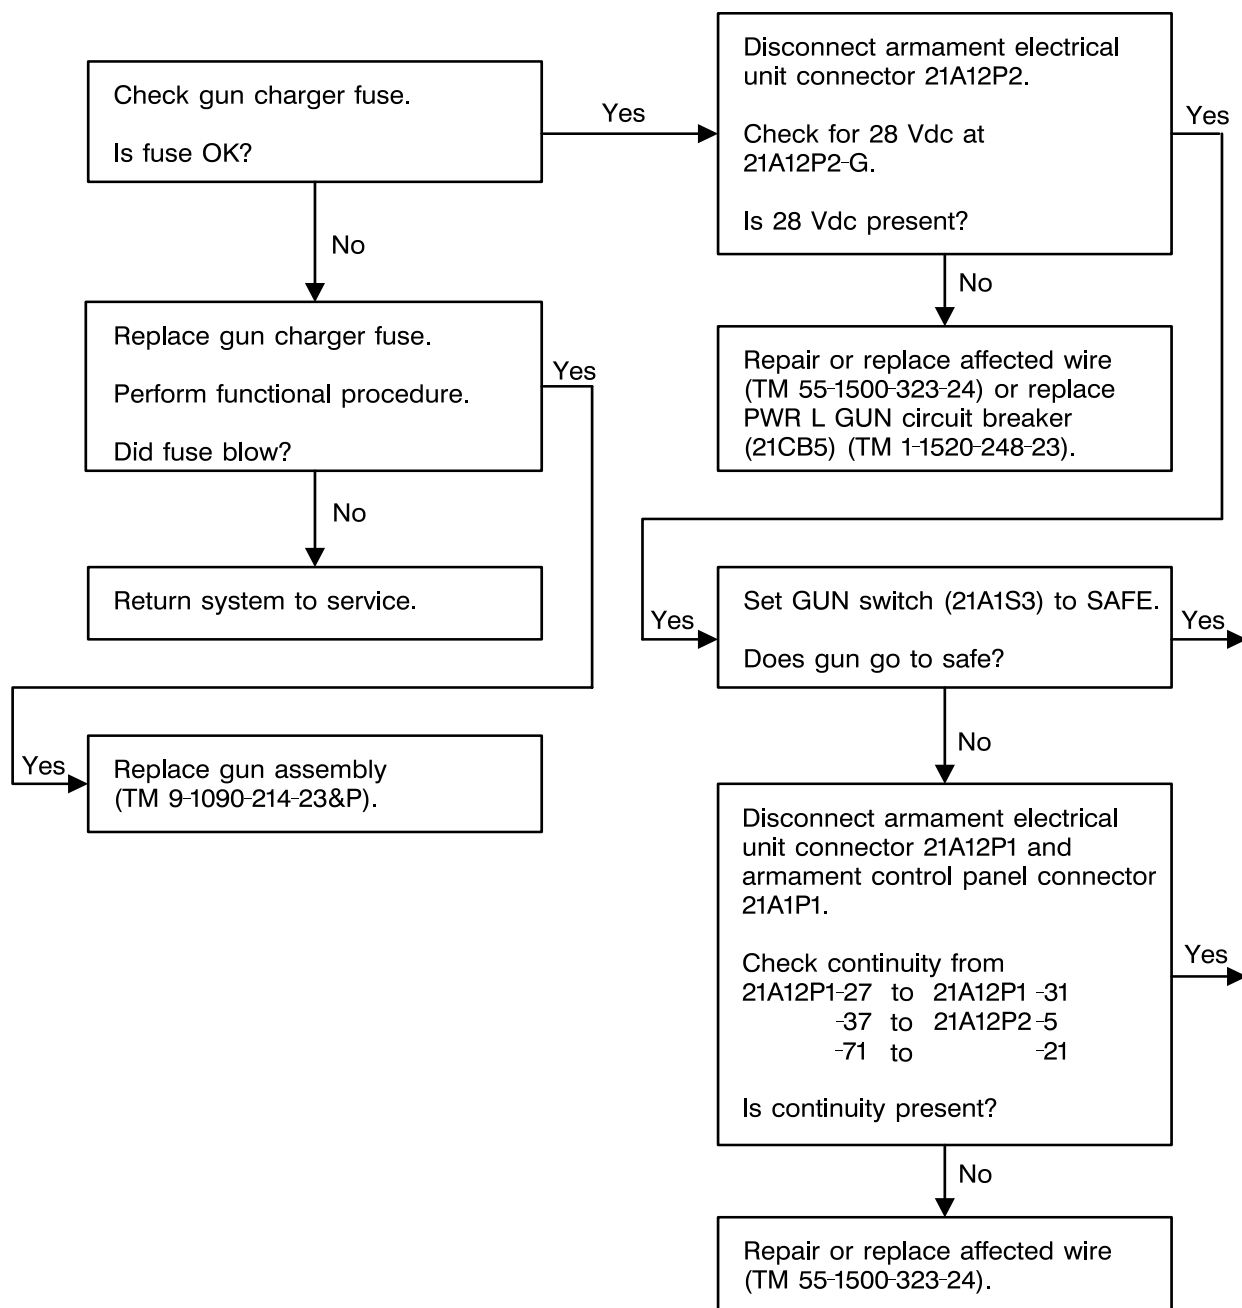 Check gun charger fuse.
Is fuse OK?
Yes
No
Replace gun charger fuse.
Perform functional procedure.
Did fuse blow?
Yes
No
Return system to service.
Yes
Replace gun assembly
(TM 9-1090-214-23&P).
Disconnect armament electrical
unit connector 21A12P2.
Check for 28 Vdc at
21A12P2-G.
Is 28 Vdc present?
Yes
No
Repair or replace affected wire
(TM 55-1500-323-24) or replace
PWR L GUN circuit breaker
(21CB5) (TM 1-1520-248-23).
Yes
Set GUN switch (21A1S3) to SAFE.
Does gun go to safe?
Yes
No
Disconnect armament electrical
unit connector 21A12P1 and
armament control panel connector
21A1P1.
Check continuity from
21A12P1-27 to 21A12P1 -31
-37 to 21A12P2 -5
-71 to -21
Is continuity present?
Yes
No
Repair or replace affected wire
(TM 55-1500-323-24).